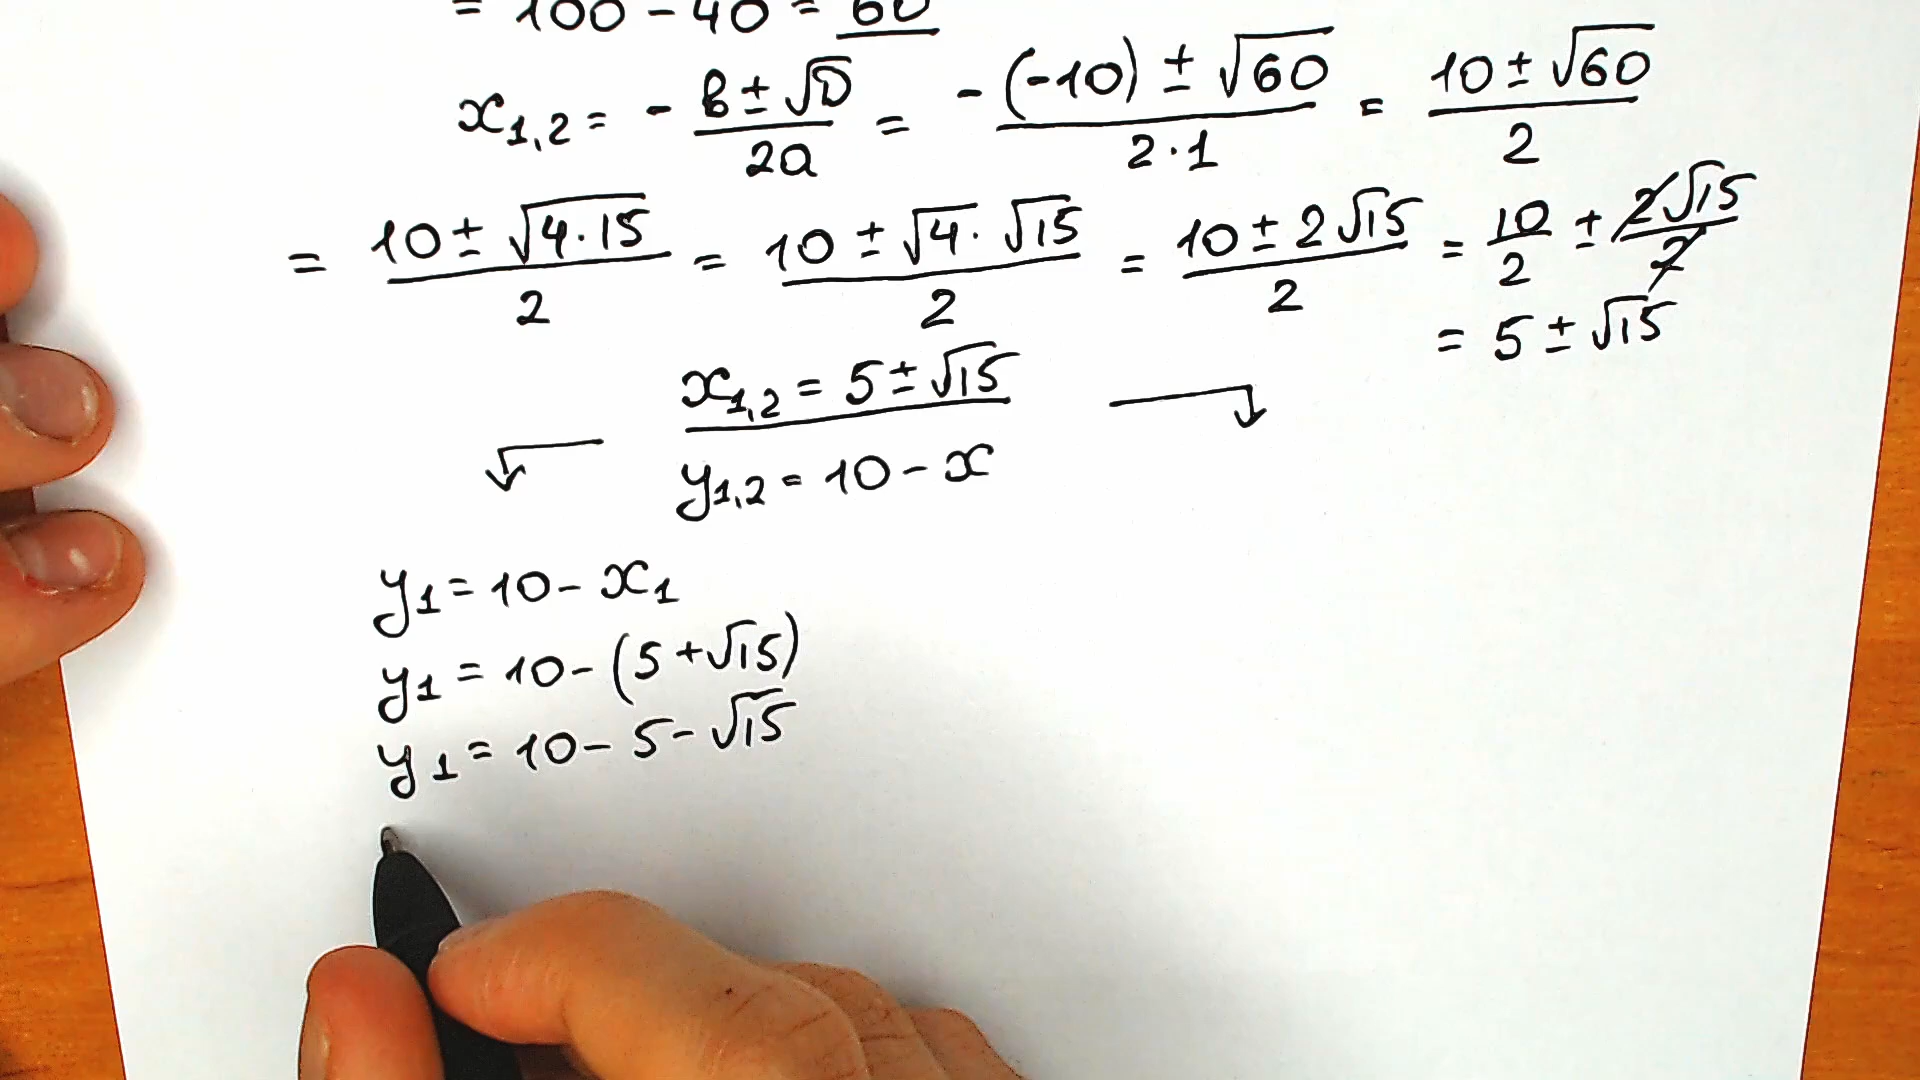 = 100 - 40 = 60
x₁,₂ = - в ± √D / 2a = - (-10) ± √60 / 2 · 1 = 10 ± √60 / 2
= 10 ± √4 · 15 / 2 = 10 ± √4 · √15 / 2 = 10 ± 2√15 / 2 = 10 / 2 ± 2√15 / 2
= 5 ± √15
x₁,₂ = 5 ± √15
y₁,₂ = 10 - x
y₁ = 10 - x₁
y₁ = 10 - (5 + √15)
y₁ = 10 - 5 - √15